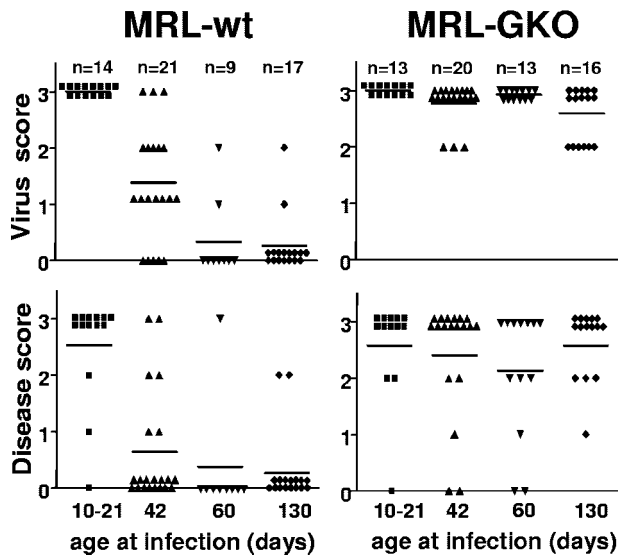 MRL-wt MRL-GKO
n=14 n=21 n=9 n=17 n=13 n=20 n=13 n=16
Virus score
3 3
2 2
1 1
0 0
Disease score
3 3
2 2
1 1
0 0
10-21 42 60 130 10-21 42 60 130
age at infection (days) age at infection (days)